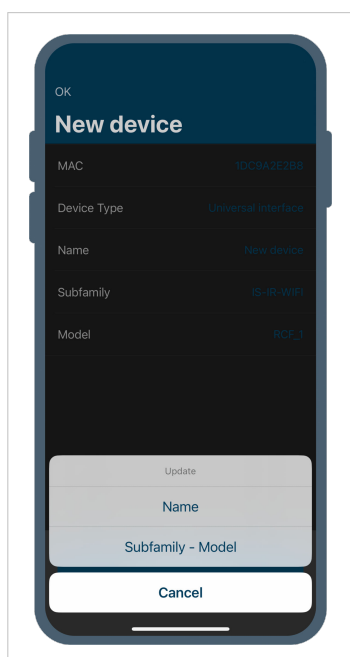 OK
New device
MAC 1DC9A2E2B8
Device Type Universal interface
Name New device
Subfamily IS-IR-WIFI
Model RCF_1
Update
Name
Subfamily - Model
Cancel